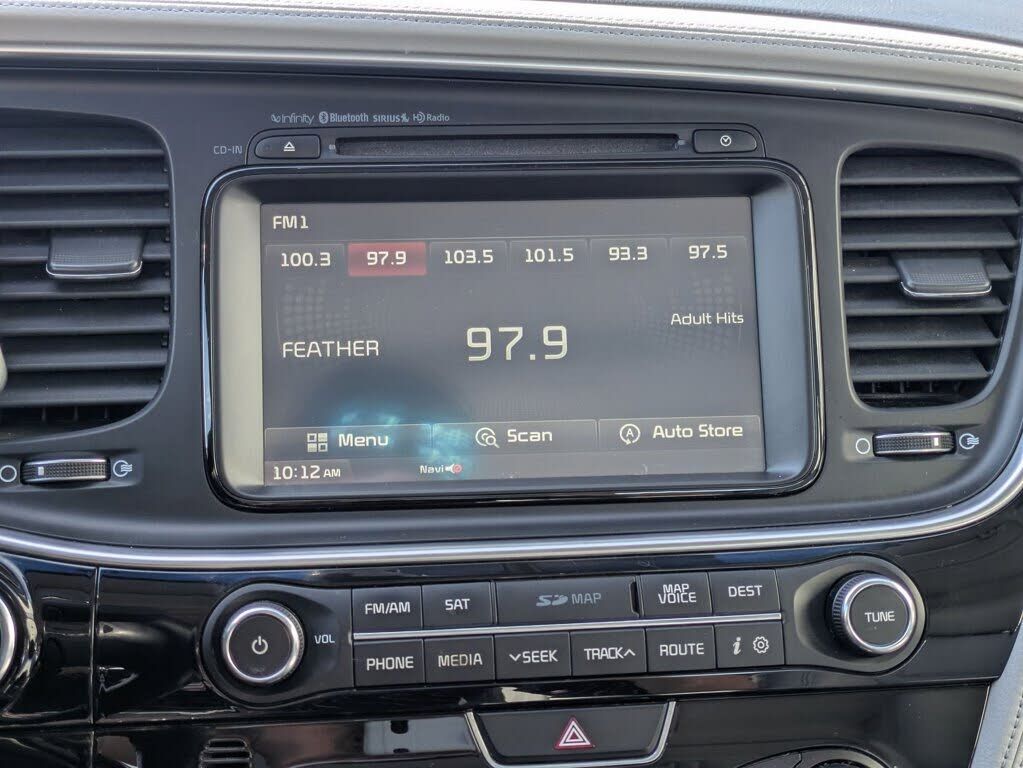 infinity Bluetooth SIRIUS HD Radio
CD-IN
FM1
100.3 97.9 103.5 101.5 93.3 97.5
Adult Hits
FEATHER 97.9
Menu Scan Auto Store
10:12 AM Navi
VOL FM/AM SAT SD MAP MAP VOICE DEST TUNE
PHONE MEDIA SEEK TRACK ROUTE i